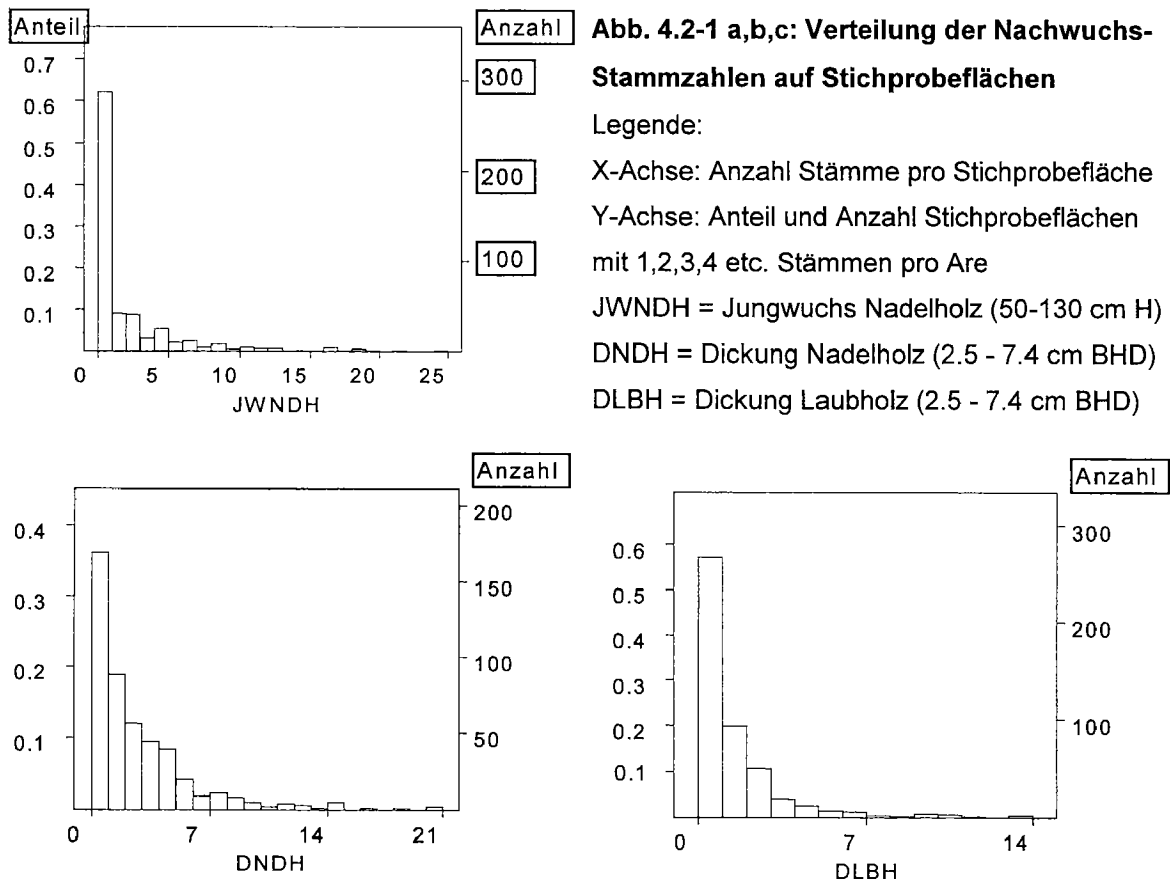 Anteil
Anzahl
0.7
0.6
0.5
0.4
0.3
0.2
0.1
300
200
100
0 5 10 15 20 25
JWNDH
Abb. 4.2-1 a,b,c: Verteilung der Nachwuchs-
Stammzahlen auf Stichprobeflächen
Legende:
X-Achse: Anzahl Stämme pro Stichprobefläche
Y-Achse: Anteil und Anzahl Stichprobeflächen
mit 1,2,3,4 etc. Stämmen pro Are
JWNDH = Jungwuchs Nadelholz (50-130 cm H)
DNDH = Dickung Nadelholz (2.5 - 7.4 cm BHD)
DLBH = Dickung Laubholz (2.5 - 7.4 cm BHD)
Anzahl
0.4
0.3
0.2
0.1
200
150
100
50
0 7 14 21
DNDH
Anzahl
0.6
0.5
0.4
0.3
0.2
0.1
300
200
100
0 7 14
DLBH